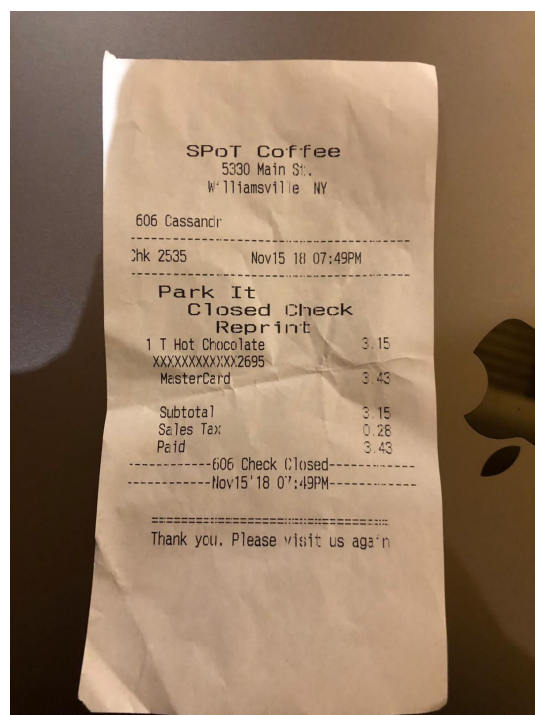 SPoT Coffee
5330 Main St.
Williamsville NY
606 Cassandr
Chk 2535 Nov15 18 07:49PM
Park It
Closed Check
Reprint
1 T Hot Chocolate 3.15
XXXXXXXXXXXX2695
MasterCard 3.43
Subtotal 3.15
Sales Tax 0.28
Paid 3.43
------------606 Check Closed------------
------------Nov15'18 07:49PM------------
========================================
Thank you. Please visit us again